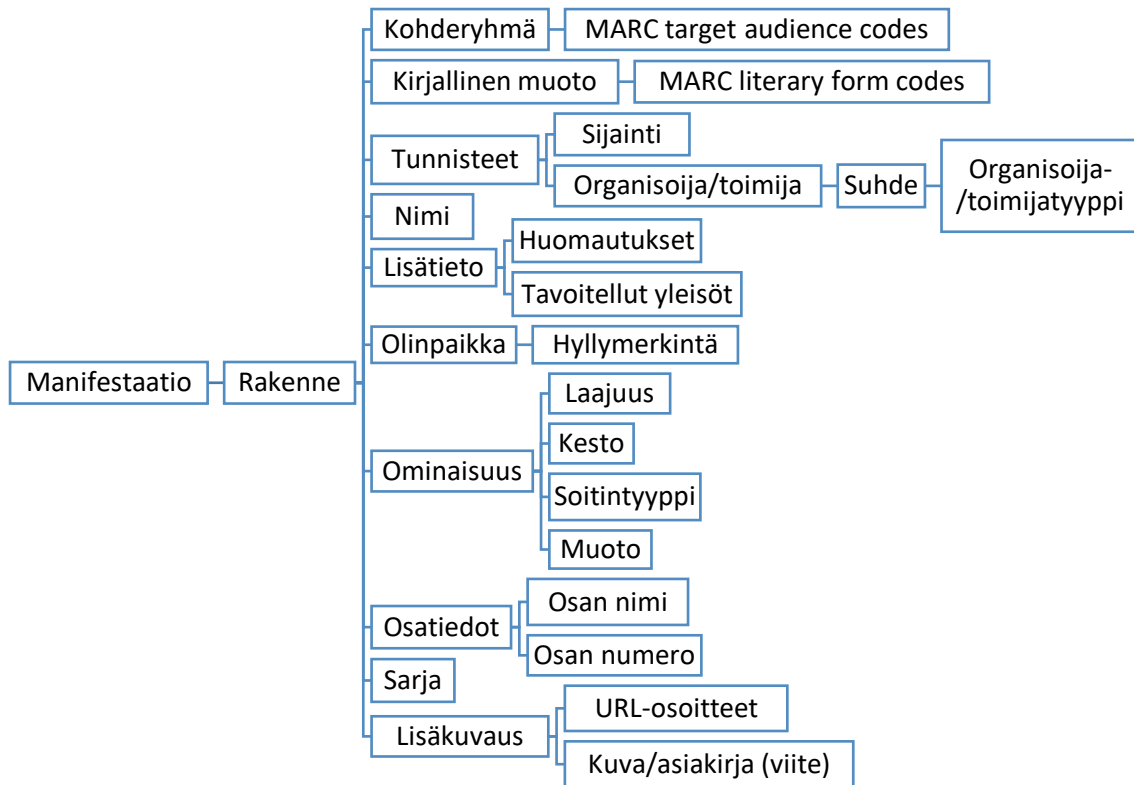 Kohderyhmä
MARC target audience codes
Kirjallinen muoto
MARC literary form codes
Tunnisteet
Sijainti
Organisoija/toimija
Suhde
Organisoija-
/toimijatyyppi
Nimi
Lisätieto
Huomautukset
Tavoitellut yleisöt
Olinpaikka
Hyllymerkintä
Manifestaatio
Rakenne
Ominaisuus
Laajuus
Kesto
Soitintyyppi
Muoto
Osatiedot
Osan nimi
Osan numero
Sarja
Lisäkuvaus
URL-osoitteet
Kuva/asiakirja (viite)